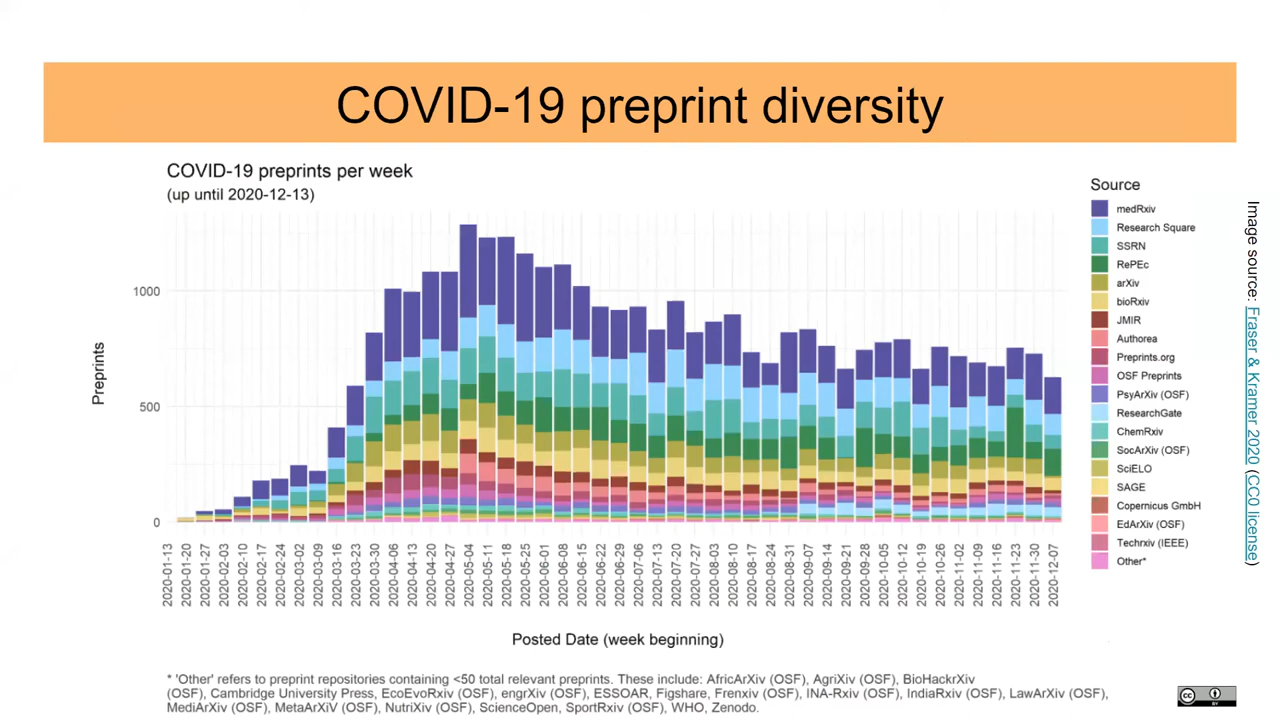 COVID-19 preprint diversity
COVID-19 preprints per week
(up until 2020-12-13)
Preprints
1000
500
0
2020-01-13
2020-01-20
2020-01-27
2020-02-03
2020-02-10
2020-02-17
2020-02-24
2020-03-02
2020-03-09
2020-03-16
2020-03-23
2020-03-30
2020-04-06
2020-04-13
2020-04-20
2020-04-27
2020-05-04
2020-05-11
2020-05-18
2020-05-25
2020-06-01
2020-06-08
2020-06-15
2020-06-22
2020-06-29
2020-07-06
2020-07-13
2020-07-20
2020-07-27
2020-08-03
2020-08-10
2020-08-17
2020-08-24
2020-08-31
2020-09-07
2020-09-14
2020-09-21
2020-09-28
2020-10-05
2020-10-12
2020-10-19
2020-10-26
2020-11-02
2020-11-09
2020-11-16
2020-11-23
2020-11-30
2020-12-07
Posted Date (week beginning)
Source
medRxiv
Research Square
SSRN
RePEc
arXiv
bioRxiv
JMIR
Authorea
Preprints.org
OSF Preprints
PsyArXiv (OSF)
ResearchGate
ChemRxiv
SocArXiv (OSF)
SciELO
SAGE
Copernicus GmbH
EdArXiv (OSF)
Techrxiv (IEEE)
Other*
Image source: Fraser & Kramer 2020 (CC0 license)
* 'Other' refers to preprint repositories containing <50 total relevant preprints. These include: AfricArXiv (OSF), AgriXiv (OSF), BioHackrXiv
(OSF), Cambridge University Press, EcoEvoRxiv (OSF), engrXiv (OSF), ESSOAR, Figshare, Frenxiv (OSF), INA-Rxiv (OSF), IndiaRxiv (OSF), LawArXiv (OSF),
MediArXiv (OSF), MetaArXiV (OSF), NutriXiv (OSF), ScienceOpen, SportRxiv (OSF), WHO, Zenodo.
CC
BY